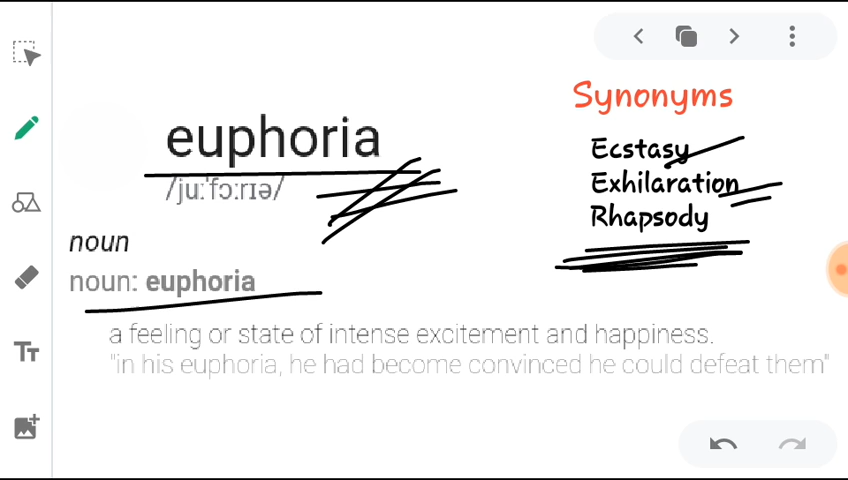 euphoria
/juːˈfɔːrɪə/
noun
noun: euphoria
a feeling or state of intense excitement and happiness.
"in his euphoria, he had become convinced he could defeat them"
Synonyms
Ecstasy
Exhilaration
Rhapsody
TT